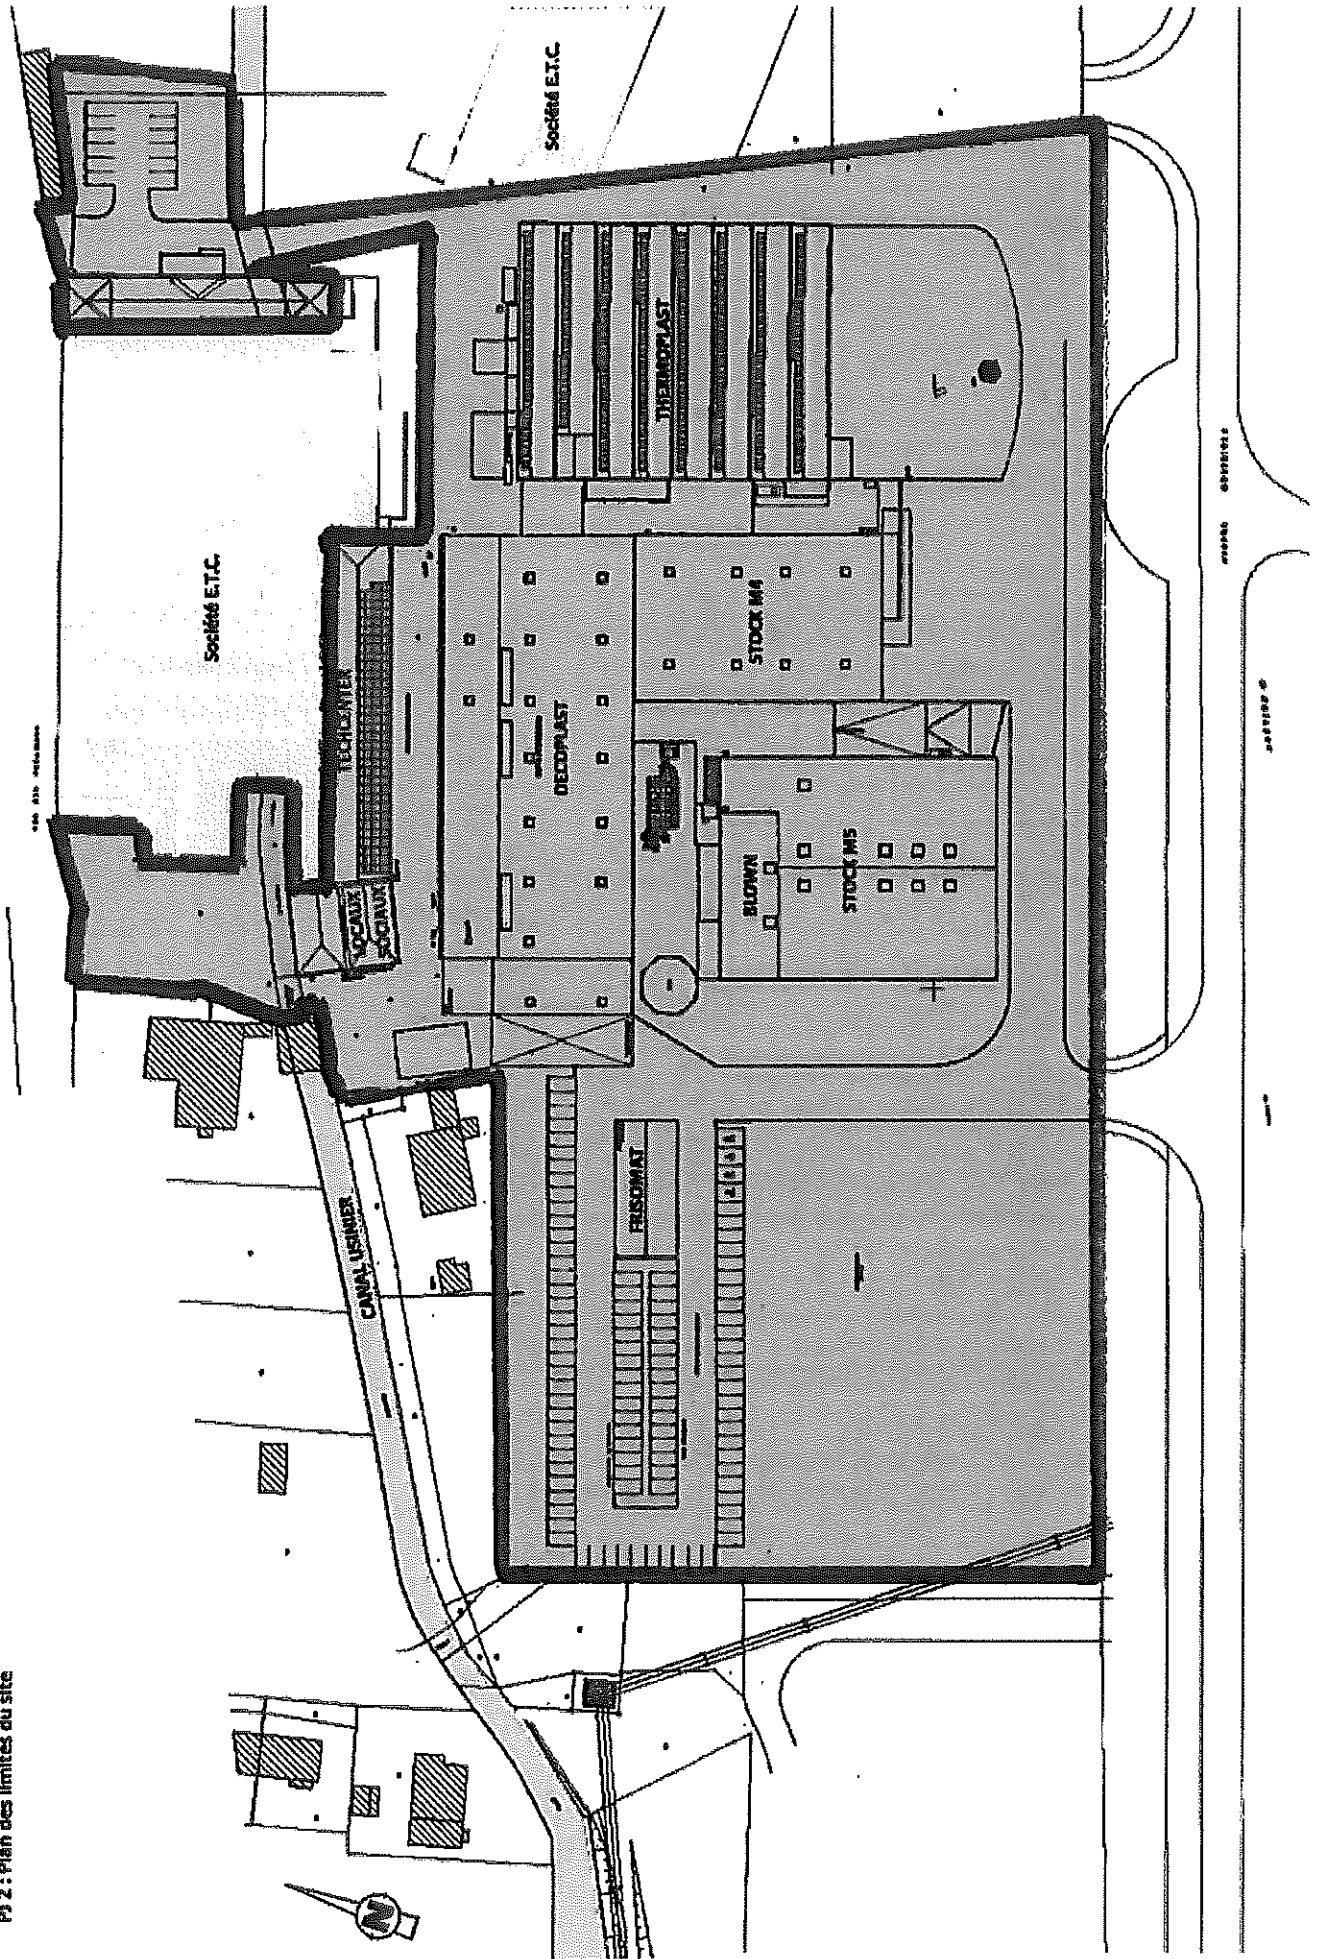 PJ 2 : Plan des limites du site
CANAL USINIER
FRISOMAT
LOCAUX
SOCIAUX
TECHCENTER
Société E.T.C.
DECOPLAST
BLOWN
STOCK M5
STOCK M4
THERMOPLAST
Société E.T.C.
N